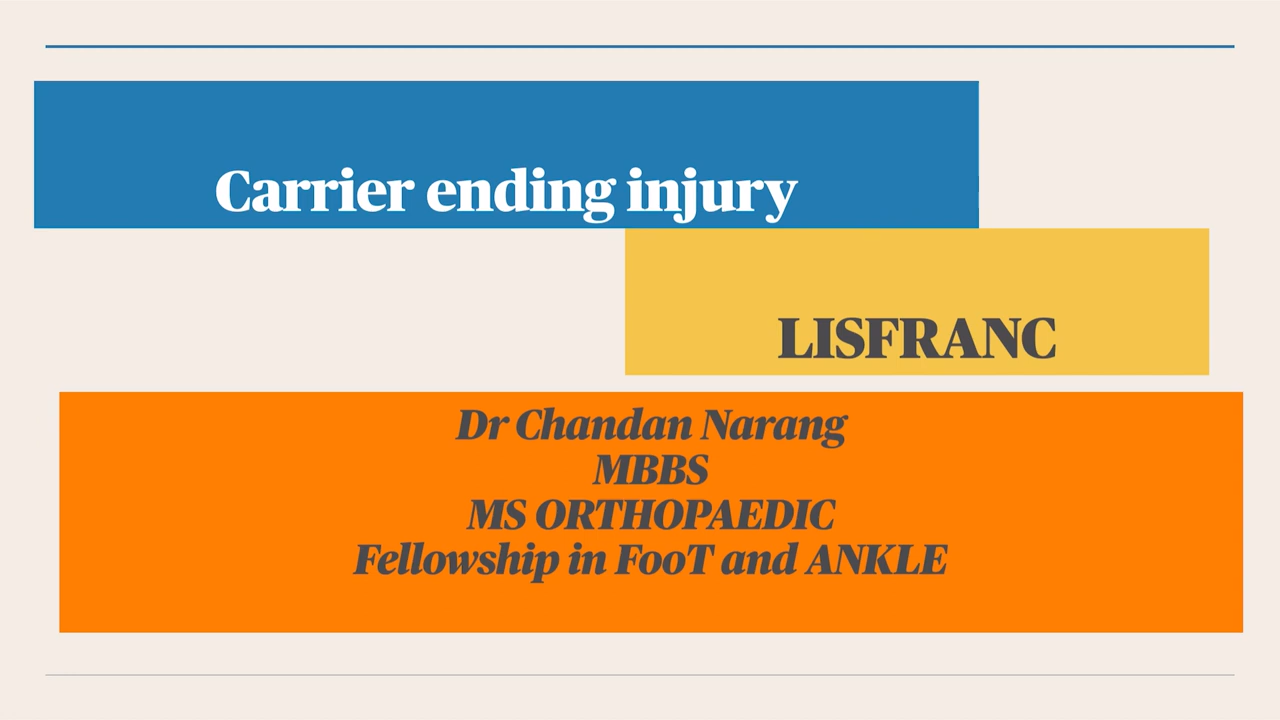 Carrier ending injury
LISFRANC
Dr Chandan Narang
MBBS
MS ORTHOPAEDIC
Fellowship in FooT and ANKLE